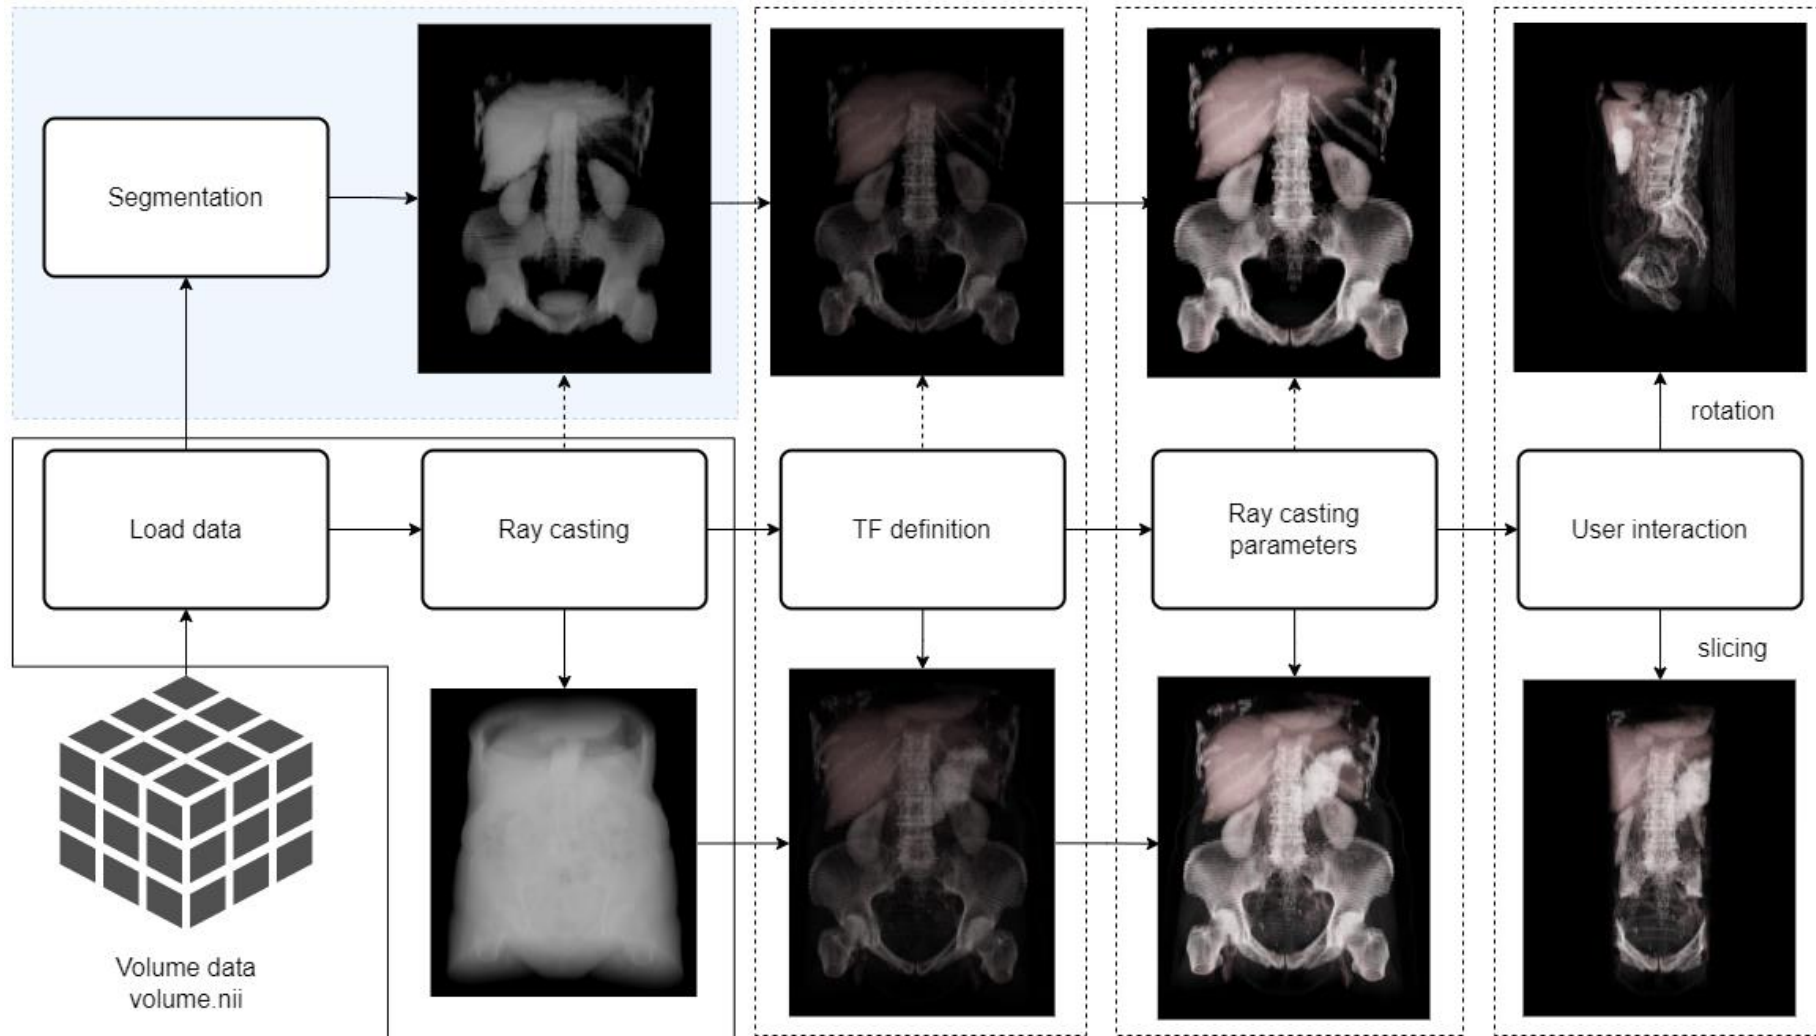 Segmentation
rotation
Load data
Ray casting
TF definition
Ray casting
parameters
User interaction
slicing
Volume data
volume.nii